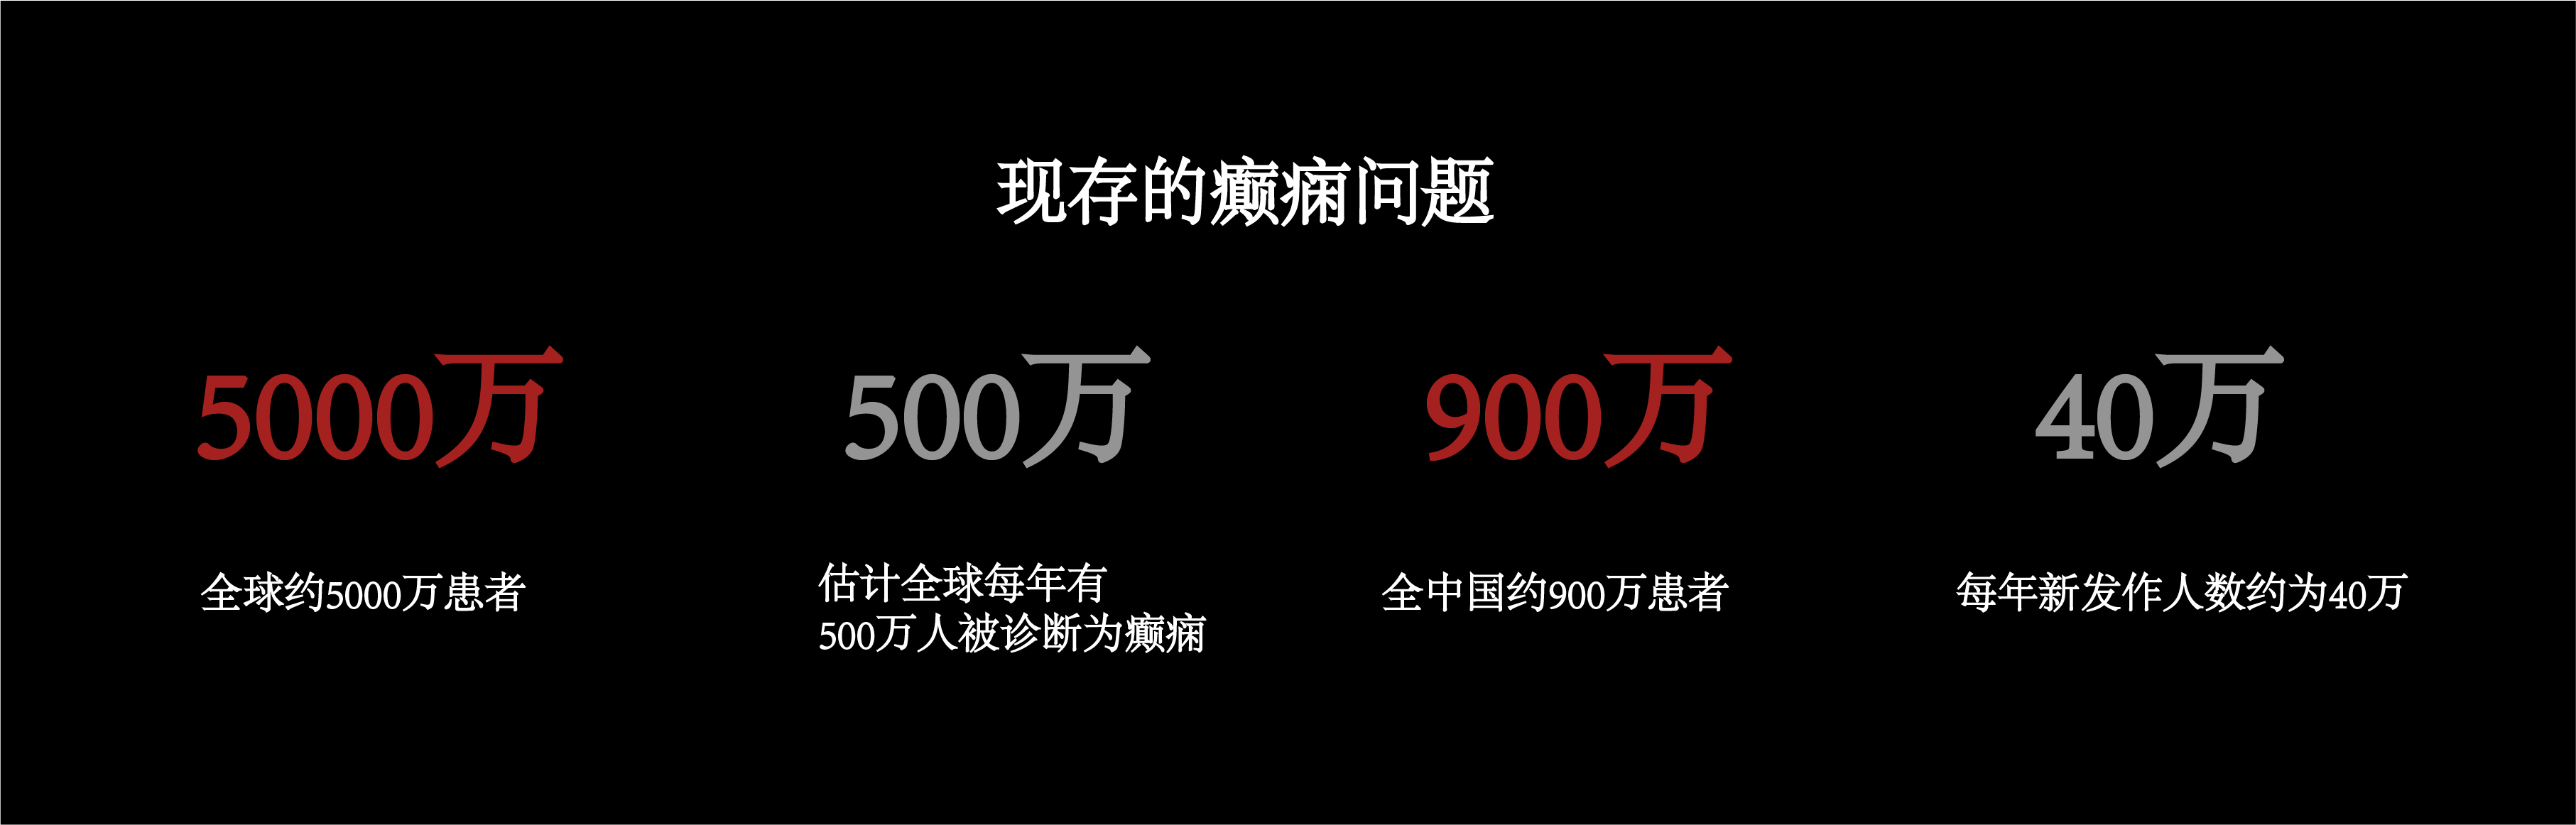 现存的癫痫问题
5000万
500万
900万
40万
全球约5000万患者
估计全球每年有
500万人被诊断为癫痫
全中国约900万患者
每年新发作人数约为40万